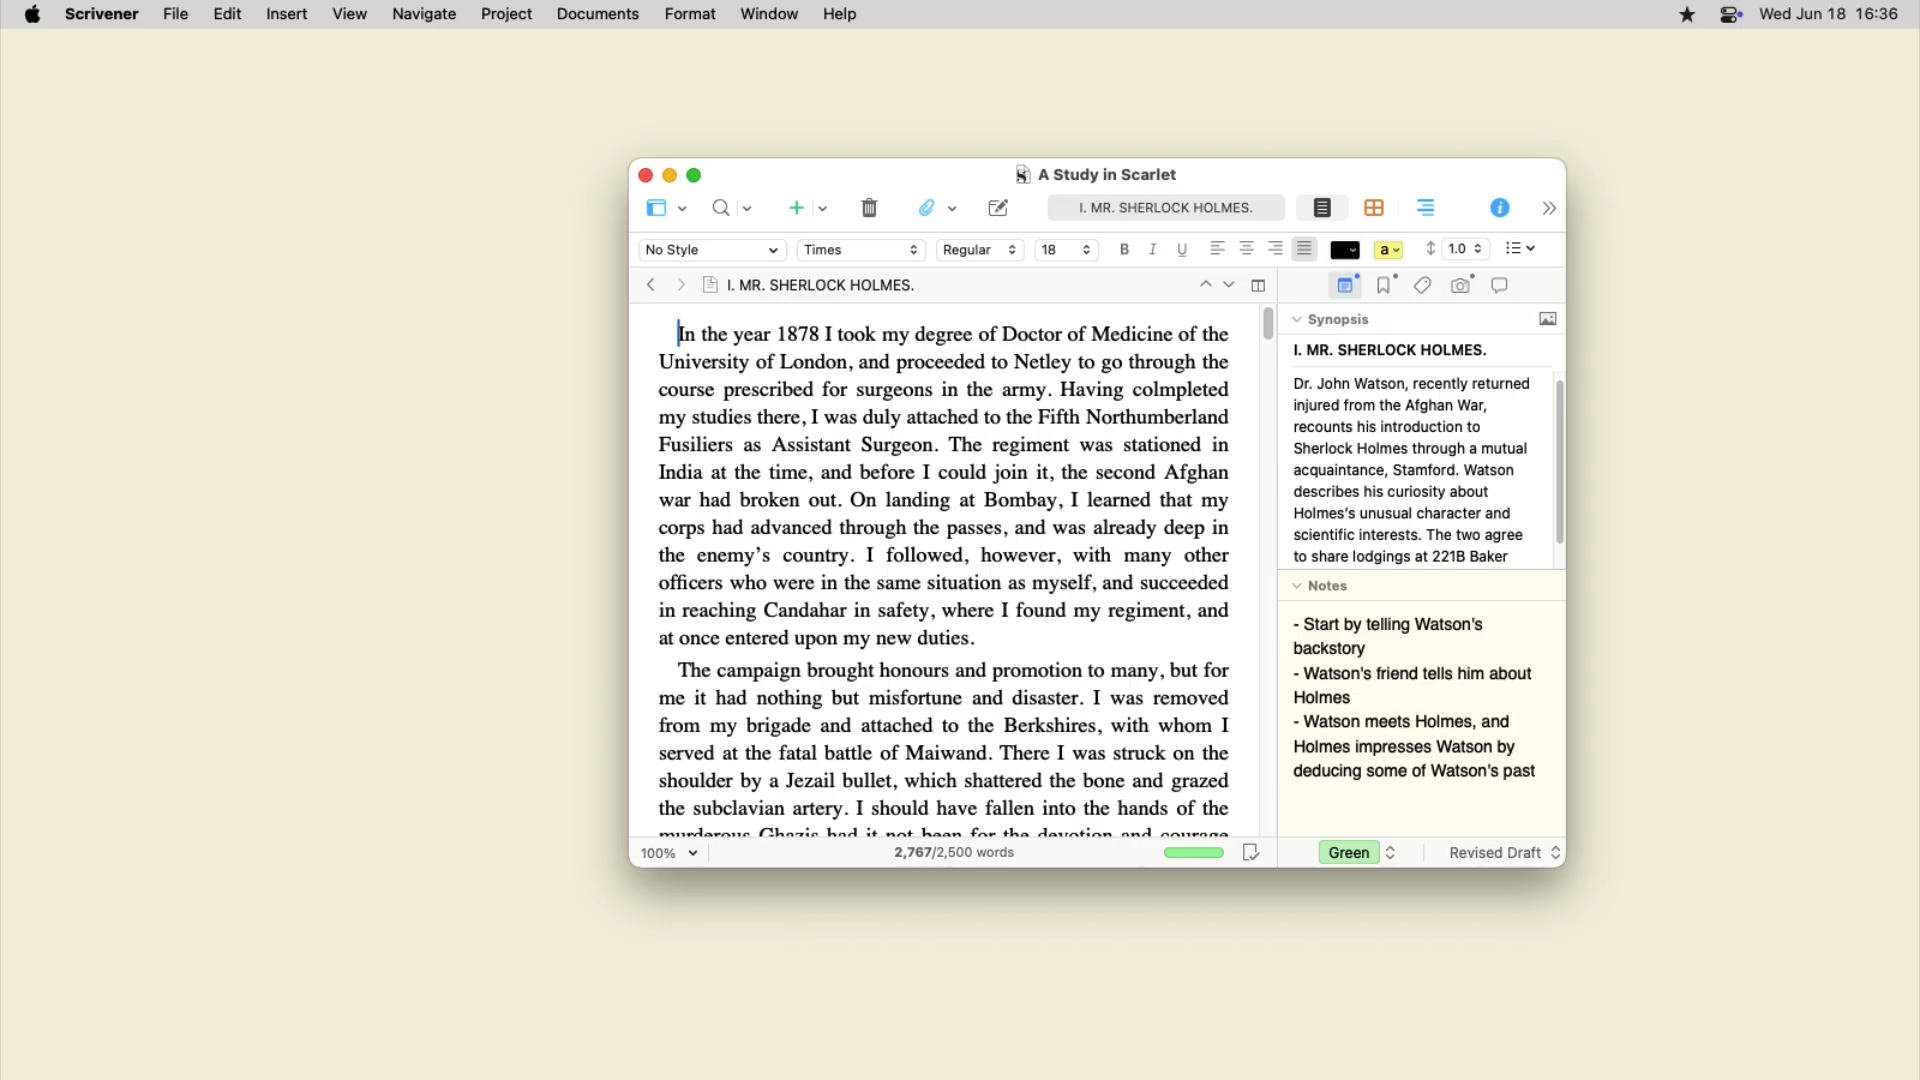 Scrivener File Edit Insert View Navigate Project Documents Format Window Help Wed Jun 18 16:36
A Study in Scarlet
I. MR. SHERLOCK HOLMES.
No Style Times Regular 18 B I U a 1.0
I. MR. SHERLOCK HOLMES.
In the year 1878 I took my degree of Doctor of Medicine of the
University of London, and proceeded to Netley to go through the
course prescribed for surgeons in the army. Having colmpleted
my studies there, I was duly attached to the Fifth Northumberland
Fusiliers as Assistant Surgeon. The regiment was stationed in
India at the time, and before I could join it, the second Afghan
war had broken out. On landing at Bombay, I learned that my
corps had advanced through the passes, and was already deep in
the enemy’s country. I followed, however, with many other
officers who were in the same situation as myself, and succeeded
in reaching Candahar in safety, where I found my regiment, and
at once entered upon my new duties.
The campaign brought honours and promotion to many, but for
me it had nothing but misfortune and disaster. I was removed
from my brigade and attached to the Berkshires, with whom I
served at the fatal battle of Maiwand. There I was struck on the
shoulder by a Jezail bullet, which shattered the bone and grazed
the subclavian artery. I should have fallen into the hands of the
murderous Ghazis had it not been for the devotion and courage
Synopsis
I. MR. SHERLOCK HOLMES.
Dr. John Watson, recently returned
injured from the Afghan War,
recounts his introduction to
Sherlock Holmes through a mutual
acquaintance, Stamford. Watson
describes his curiosity about
Holmes’s unusual character and
scientific interests. The two agree
to share lodgings at 221B Baker
Notes
- Start by telling Watson's
backstory
- Watson's friend tells him about
Holmes
- Watson meets Holmes, and
Holmes impresses Watson by
deducing some of Watson's past
100% 2,767/2,500 words Green Revised Draft